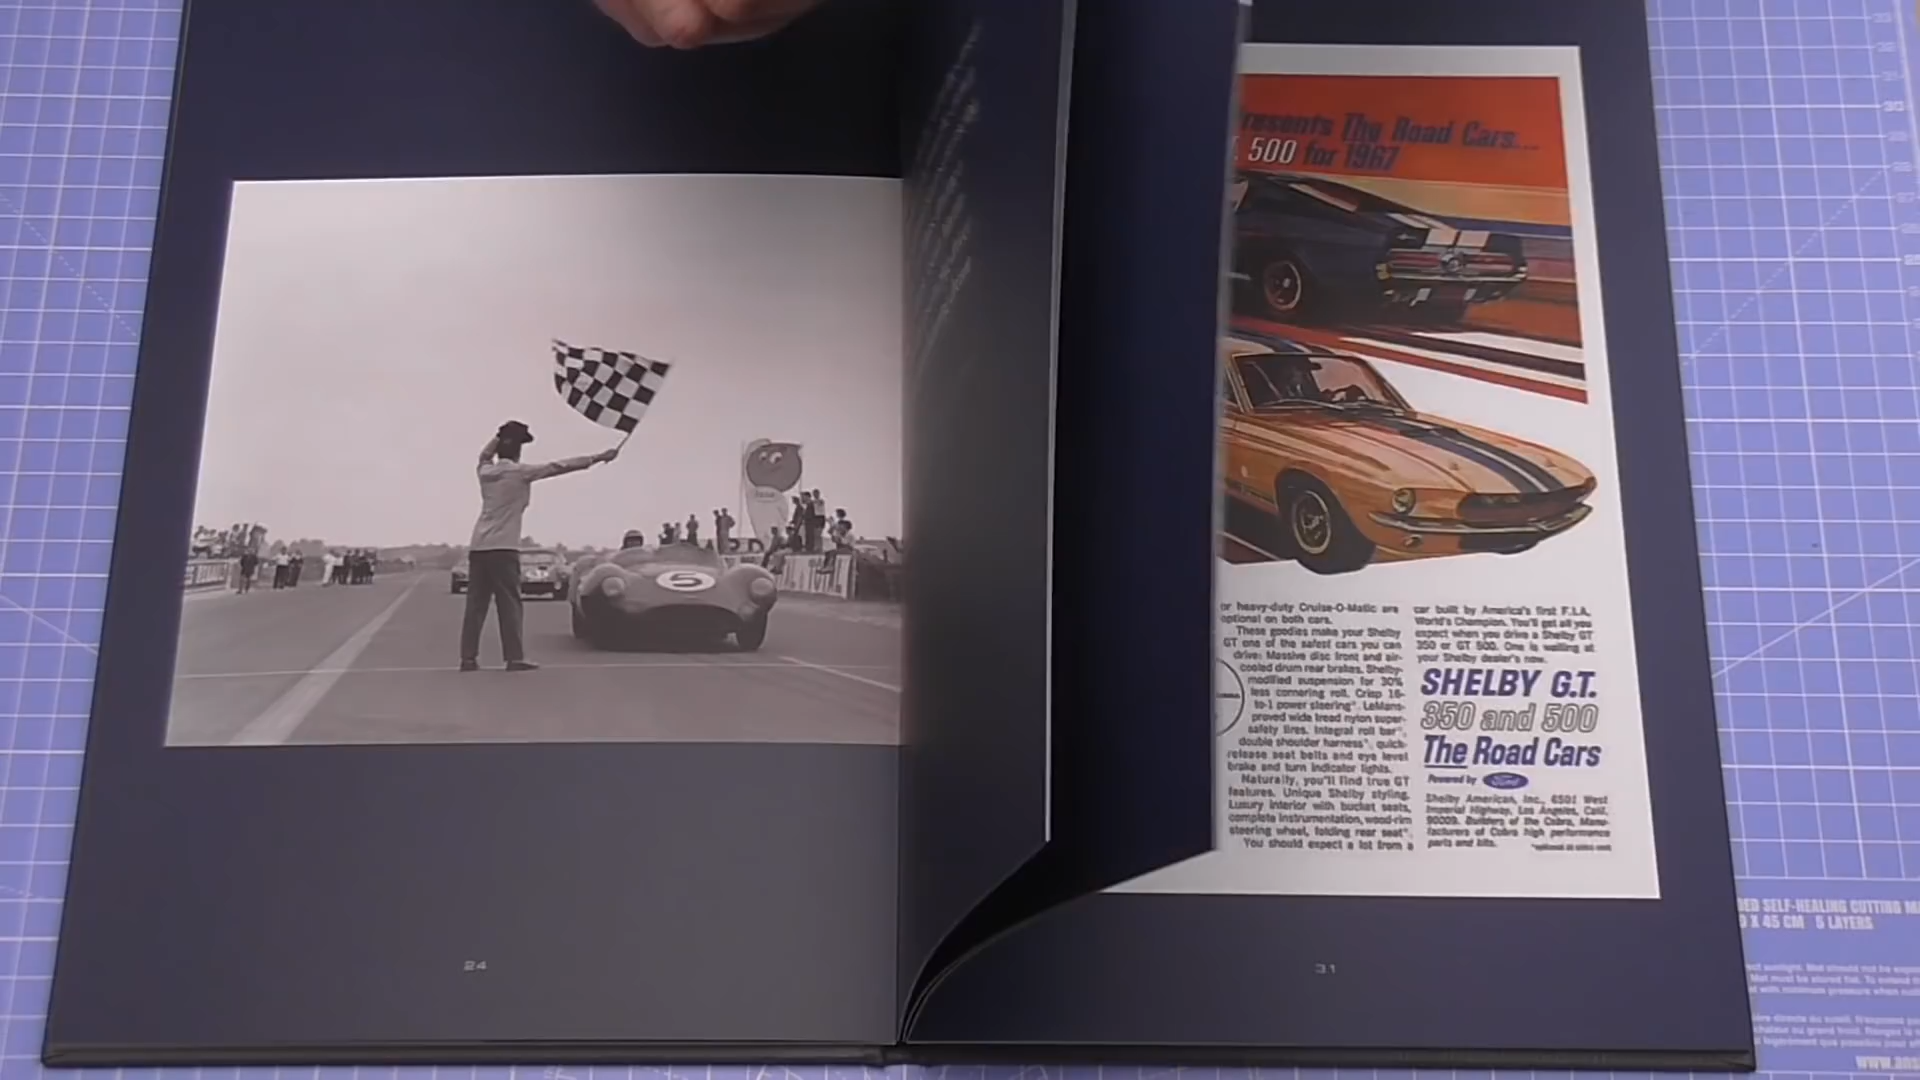 5
24
resents The Road Cars...
500 for 1967
or heavy-duty Cruise-O-Matic are
optional on both cars.
These goodies make your Shelby
GT one of the safest cars you can
drive: Massive disc front and air-
cooled drum rear brakes. Shelby-
modified suspension for 30%
less cornering roll. Crisp 16-
to-1 power steering*. LeMans-
proved wide tread nylon super-
safety tires. Integral roll bar*,
double shoulder harness*, quick-
release seat belts and eye level
brake and turn indicator lights.
Naturally, you'll find true GT
features. Unique Shelby styling.
Luxury interior with bucket seats,
complete instrumentation, wood-rim
steering wheel, folding rear seat*.
You should expect a lot from a
car built by America's first F.I.A.
World's Champion. You'll get all you
expect when you drive a Shelby GT
350 or GT 500. One is waiting at
your Shelby dealer's now.
SHELBY G.T.
350 and 500
The Road Cars
Powered by Ford
Shelby American, Inc., 6501 West
Imperial Highway, Los Angeles, Calif.
90009. Builders of the Cobra, Manu-
facturers of Cobra high performance
parts and kits.
*optional at extra cost
31
DED SELF-HEALING CUTTING M
0 X 45 CM 5 LAYERS